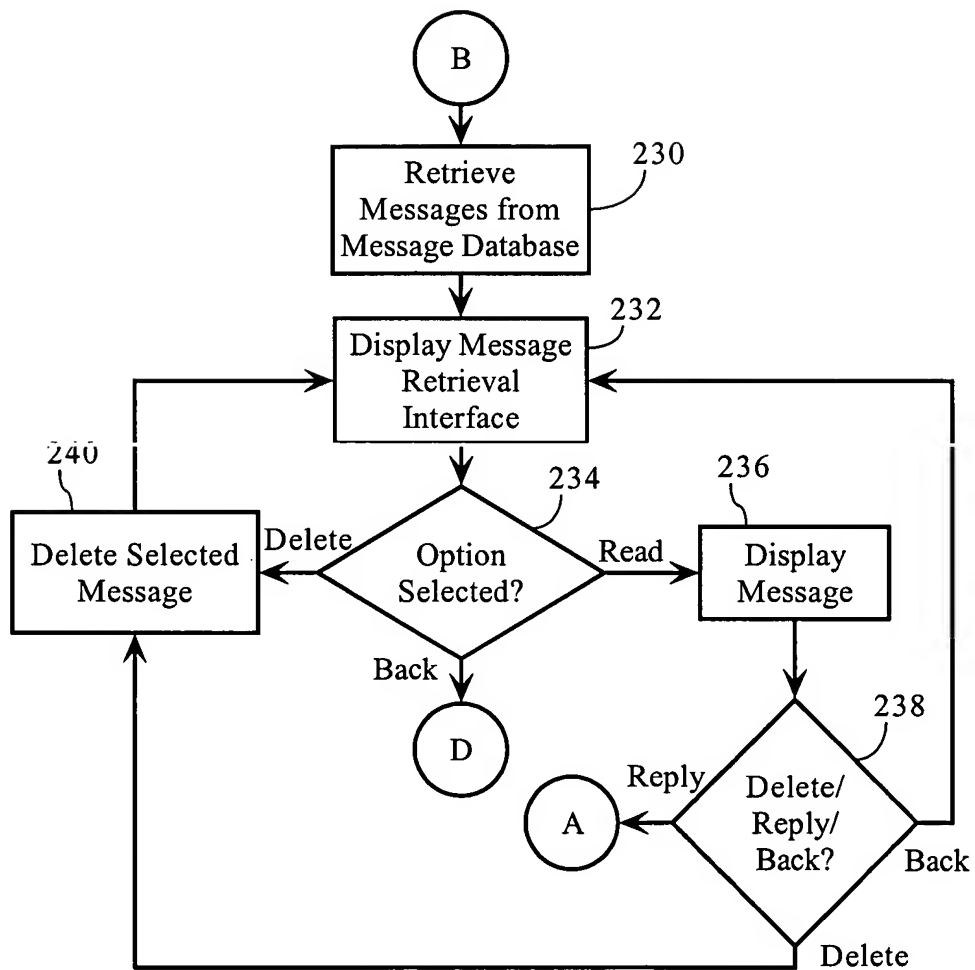 B
230
Retrieve
Messages from
Message Database
232
Display Message
Retrieval
Interface
240
234
236
Delete Selected
Message
Delete
Option
Selected?
Read
Display
Message
Back
D
238
Reply
A
Delete/
Reply/
Back?
Back
Delete